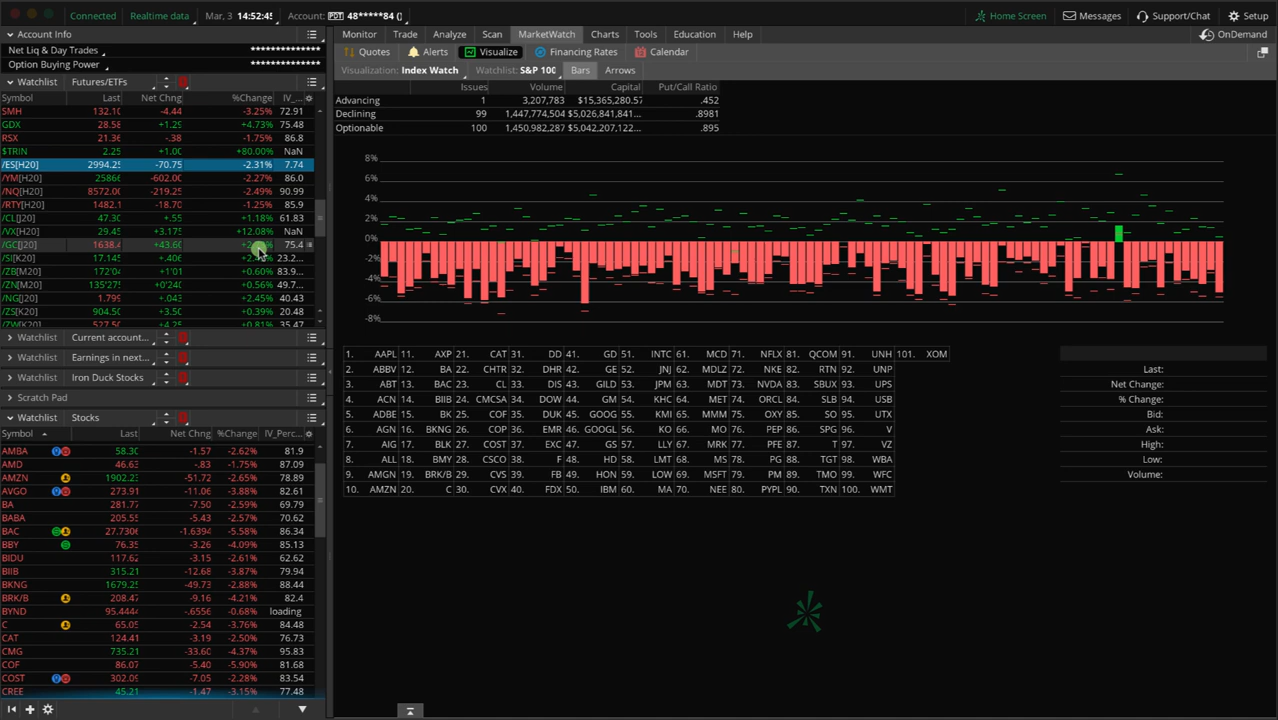 Connected Realtime data Mar, 3 14:52:45 Account: PDT 48*****84 () Home Screen Messages Support/Chat Setup
Account Info
Net Liq & Day Trades **************
Option Buying Power **************
Monitor Trade Analyze Scan MarketWatch Charts Tools Education Help OnDemand
Quotes Alerts Visualize Financing Rates Calendar
Visualization: Index Watch Watchlist: S&P 100 Bars Arrows
Watchlist Futures/ETFs
Symbol Last Net Chng %Change IV_...
SMH 132.10 -4.44 -3.25% 72.91
GDX 28.58 +1.29 +4.73% 75.48
RSX 21.36 -.38 -1.75% 86.8
$TRIN 2.25 +1.00 +80.00% NaN
/ES[H20] 2994.25 -70.75 -2.31% 7.74
/YM[H20] 25866 -602.00 -2.27% 86.0
/NQ[H20] 8572.00 -219.25 -2.49% 90.99
/RTY[H20] 1482.1 -18.70 -1.25% 85.9
/CL[J20] 47.30 +.55 +1.18% 61.83
/VX[H20] 29.45 +3.175 +12.08% NaN
/GC[J20] 1638.4 +43.60 75.4
/SI[K20] 17.145 +.406 23.2...
/ZB[M20] 172'04 +1'01 +0.60% 83.9...
/ZN[M20] 135'275 +0'240 +0.56% 49.7...
/NG[J20] 1.799 +.043 +2.45% 40.43
/ZS[K20] 904.50 +3.50 +0.39% 20.48
/ZW[K20] 527.50 +4.25 +0.81% 35.47
Watchlist Current account...
Watchlist Earnings in next...
Watchlist Iron Duck Stocks
Scratch Pad
Watchlist Stocks
Symbol Last Net Chng %Change IV_Perc...
AMBA 58.30 -1.57 -2.62% 81.9
AMD 46.63 -.83 -1.75% 87.09
AMZN 1902.23 -51.72 -2.65% 78.89
AVGO 273.91 -11.06 -3.88% 82.61
BA 281.77 -7.50 -2.59% 69.79
BABA 205.55 -5.43 -2.57% 70.62
BAC 27.7306 -1.6394 -5.58% 86.34
BBY 76.35 -3.26 -4.09% 85.13
BIDU 117.62 -3.15 -2.61% 62.62
BIIB 315.21 -12.68 -3.87% 79.94
BKNG 1679.25 -49.73 -2.88% 88.44
BRK/B 208.47 -9.16 -4.21% 82.4
BYND 95.4444 -.6556 -0.68% loading
C 65.05 -2.54 -3.76% 84.48
CAT 124.41 -3.19 -2.50% 76.73
CMG 735.21 -33.60 -4.37% 95.83
COF 86.07 -5.40 -5.90% 81.68
COST 302.09 -7.05 -2.28% 83.54
CREE 45.21 -1.47 -3.15% 77.48
Issues Volume Capital Put/Call Ratio
Advancing 1 3,207,783 $15,365,280.57 .452
Declining 99 1,447,774,504 $5,026,841,841... .8981
Optionable 100 1,450,982,287 $5,042,207,122... .895
8%
6%
4%
2%
0%
-2%
-4%
-6%
-8%
1. AAPL 11. AXP 21. CAT 31. DD 41. GD 51. INTC 61. MCD 71. NFLX 81. QCOM 91. UNH 101. XOM
2. ABBV 12. BA 22. CHTR 32. DHR 42. GE 52. JNJ 62. MDLZ 72. NKE 82. RTN 92. UNP
3. ABT 13. BAC 23. CL 33. DIS 43. GILD 53. JPM 63. MDT 73. NVDA 83. SBUX 93. UPS
4. ACN 14. BIIB 24. CMCSA 34. DOW 44. GM 54. KHC 64. MET 74. ORCL 84. SLB 94. USB
5. ADBE 15. BK 25. COF 35. DUK 45. GOOG 55. KMI 65. MMM 75. OXY 85. SO 95. UTX
6. AGN 16. BKNG 26. COP 36. EMR 46. GOOGL 56. KO 66. MO 76. PEP 86. SPG 96. V
7. AIG 17. BLK 27. COST 37. EXC 47. GS 57. LLY 67. MRK 77. PFE 87. T 97. VZ
8. ALL 18. BMY 28. CSCO 38. F 48. HD 58. LMT 68. MS 78. PG 88. TGT 98. WBA
9. AMGN 19. BRK/B 29. CVS 39. FB 49. HON 59. LOW 69. MSFT 79. PM 89. TMO 99. WFC
10. AMZN 20. C 30. CVX 40. FDX 50. IBM 60. MA 70. NEE 80. PYPL 90. TXN 100. WMT
Last:
Net Change:
% Change:
Bid:
Ask:
High:
Low:
Volume: